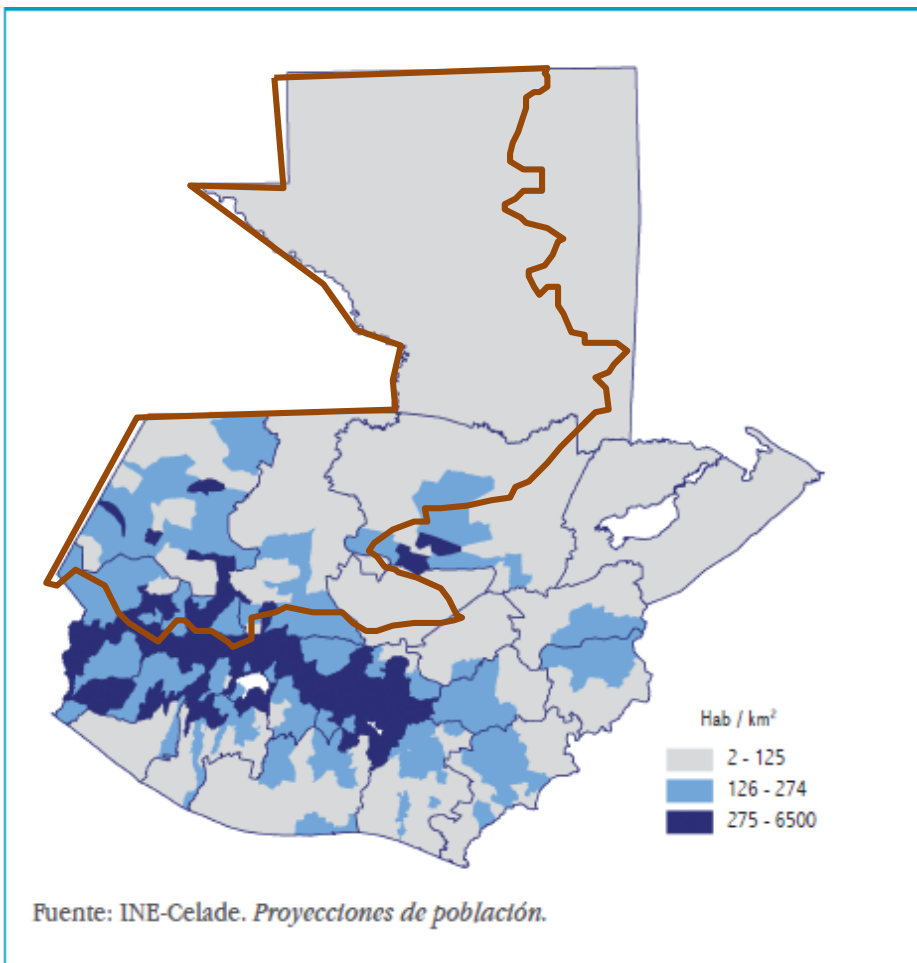 Hab / km²
2 - 125
126 - 274
275 - 6500
Fuente: INE-Celade. Proyecciones de población.